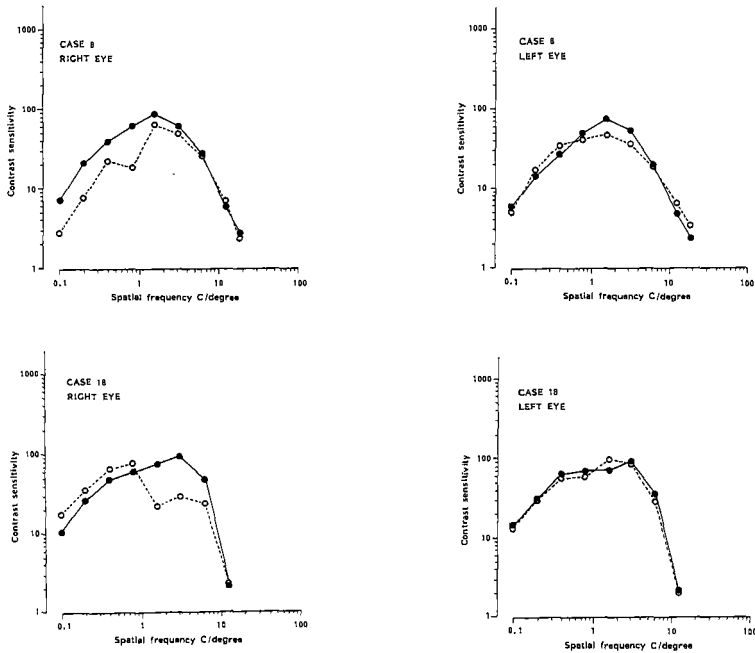 1000
CASE 8
RIGHT EYE
100
10
1
Contrast sensitivity
0.1 1 10 100
Spatial frequency C/degree
1000
CASE 8
LEFT EYE
100
10
1
Contrast sensitivity
0.1 1 10 100
Spatial frequency C/degree
1000
CASE 18
RIGHT EYE
100
10
1
Contrast sensitivity
0.1 1 10 100
Spatial frequency C/degree
1000
CASE 18
LEFT EYE
100
10
1
Contrast sensitivity
0.1 1 10 100
Spatial frequency C/degree